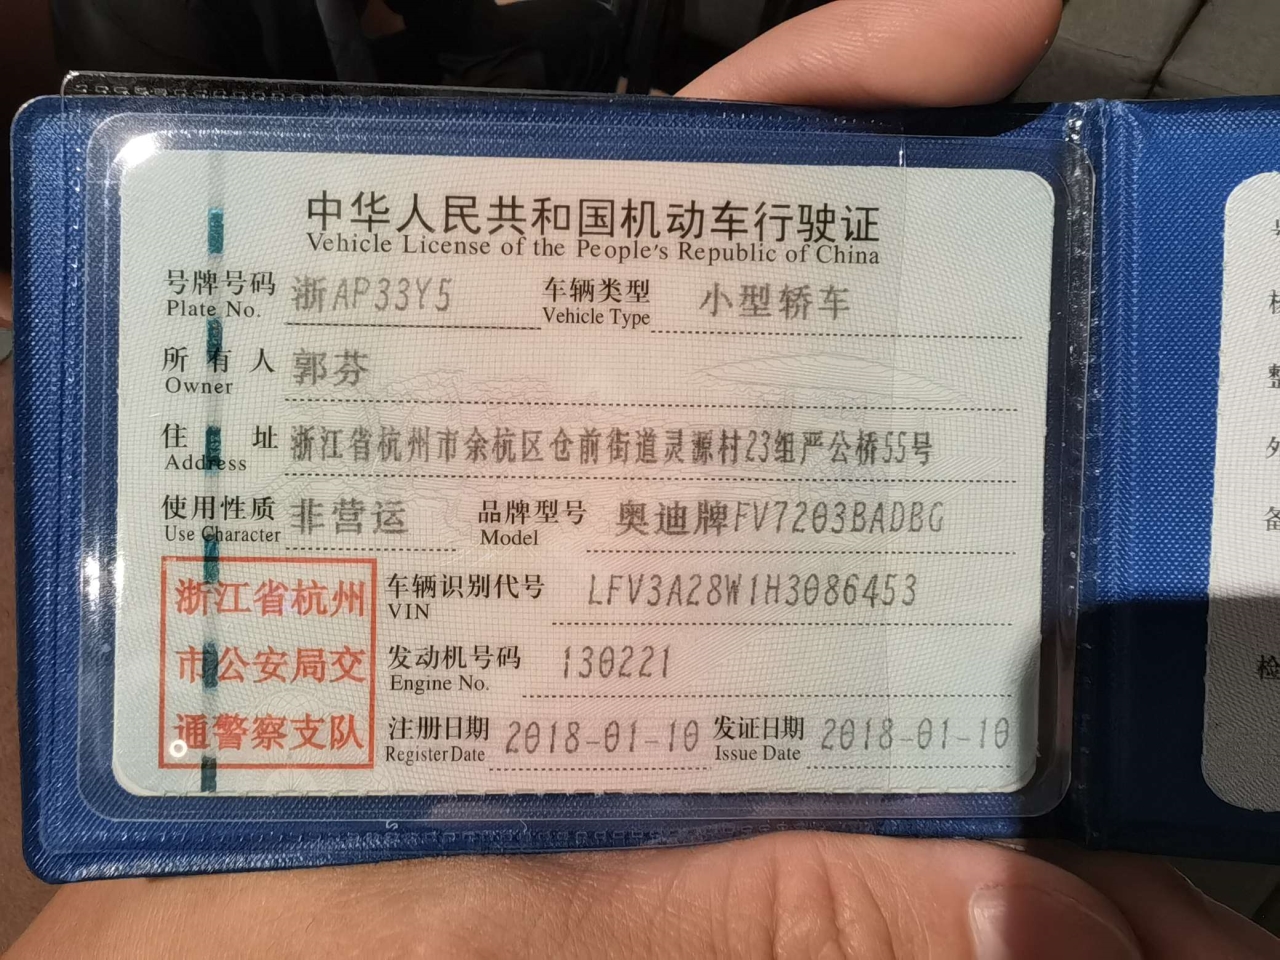 中华人民共和国机动车行驶证
Vehicle License of the People's Republic of China
号牌号码 浙AP33Y5 车辆类型 小型轿车
Plate No. Vehicle Type
所有人 郭芬
Owner
住址 浙江省杭州市余杭区仓前街道灵源村23组严公桥55号
Address
使用性质 非营运 品牌型号 奥迪牌FV7203BADBG
Use Character Model
浙江省杭州 车辆识别代号 LFV3A28W1H3086453
VIN
市公安局交 发动机号码 130221
Engine No.
通警察支队 注册日期 2018-01-10 发证日期 2018-01-10
Register Date Issue Date